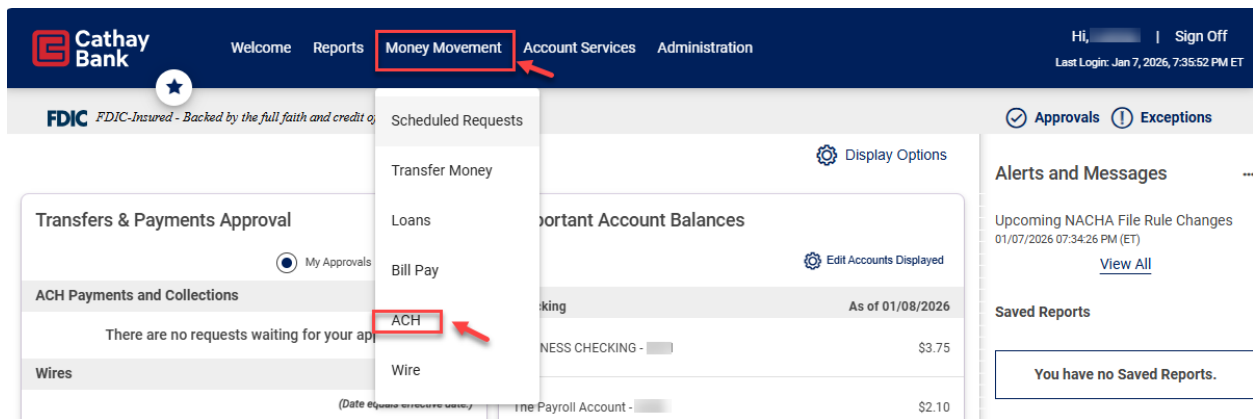 Cathay
Bank
Welcome Reports Money Movement Account Services Administration
Hi, | Sign Off
Last Login: Jan 7, 2026, 7:35:52 PM ET
FDIC FDIC-Insured - Backed by the full faith and credit
Approvals Exceptions
Scheduled Requests
Transfer Money
Loans
Bill Pay
ACH
Wire
Display Options
Transfers & Payments Approval
My Approvals
ACH Payments and Collections
There are no requests waiting for your
Wires
(Date equals effective date.)
Account Balances
Edit Accounts Displayed
As of 01/08/2026
CHECKING -
$3.75
The Payroll Account -
$2.10
Alerts and Messages
Upcoming NACHA File Rule Changes
01/07/2026 07:34:26 PM (ET)
View All
Saved Reports
You have no Saved Reports.